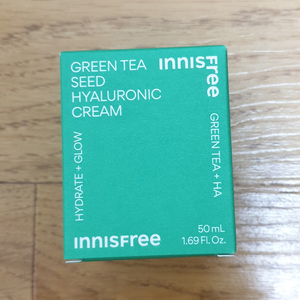 GREEN TEA
SEED
HYALURONIC
CREAM
INNISFree
HYDRATE + GLOW
GREEN TEA + HA
50 mL
1.69 Fl. Oz.
INNISFree